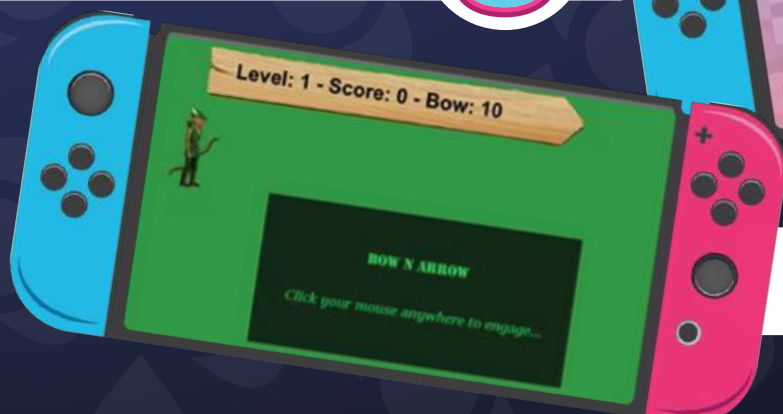 Level: 1 - Score: 0 - Bow: 10
BOW N ARROW
Click your mouse anywhere to engage...